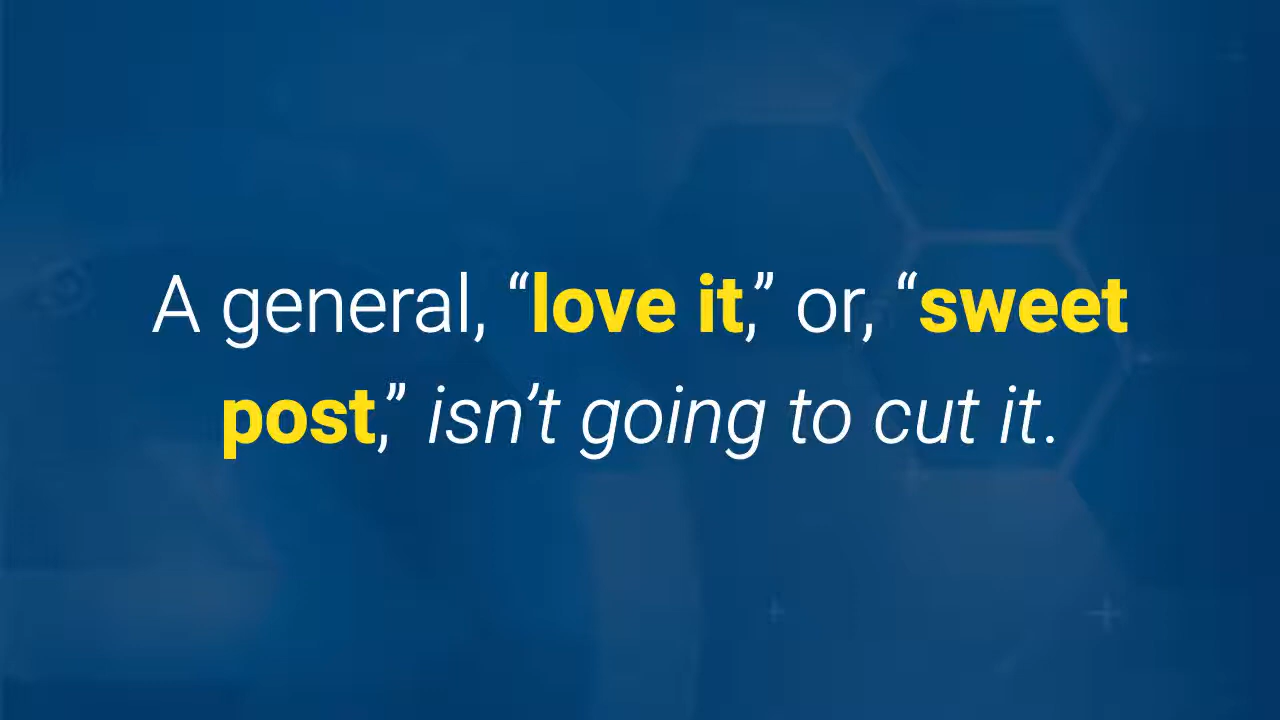 A general, “love it,” or, “sweet
post,” isn’t going to cut it.